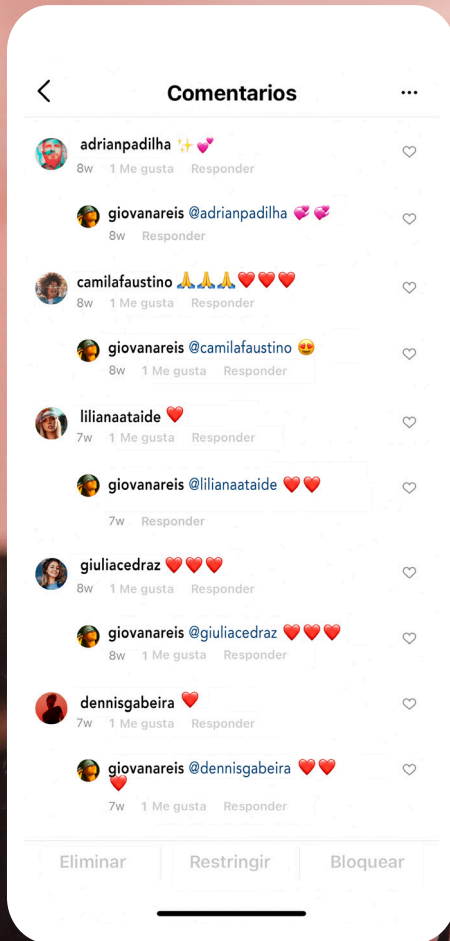 Comentarios
adrianpadilha ✨💕
8w 1 Me gusta Responder
giovanareis @adrianpadilha 💞💞
8w Responder
camilafaustino 🙏🙏🙏❤️❤️❤️
8w 1 Me gusta Responder
giovanareis @camilafaustino 😍
8w 1 Me gusta Responder
lilianaataide ❤️
7w 1 Me gusta Responder
giovanareis @lilianaataide ❤️❤️
7w Responder
giuliacedraz ❤️❤️❤️
8w 1 Me gusta Responder
giovanareis @giuliacedraz ❤️❤️❤️
8w 1 Me gusta Responder
dennisgabeira ❤️
7w 1 Me gusta Responder
giovanareis @dennisgabeira ❤️❤️
❤️
7w 1 Me gusta Responder
Eliminar Restringir Bloquear